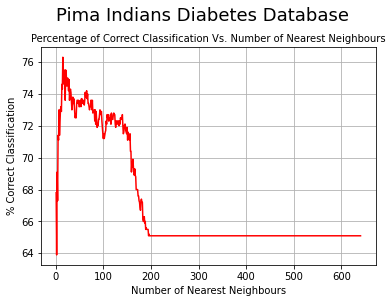 Pima Indians Diabetes Database
Percentage of Correct Classification Vs. Number of Nearest Neighbours
% Correct Classification
76
74
72
70
68
66
64
0 100 200 300 400 500 600
Number of Nearest Neighbours